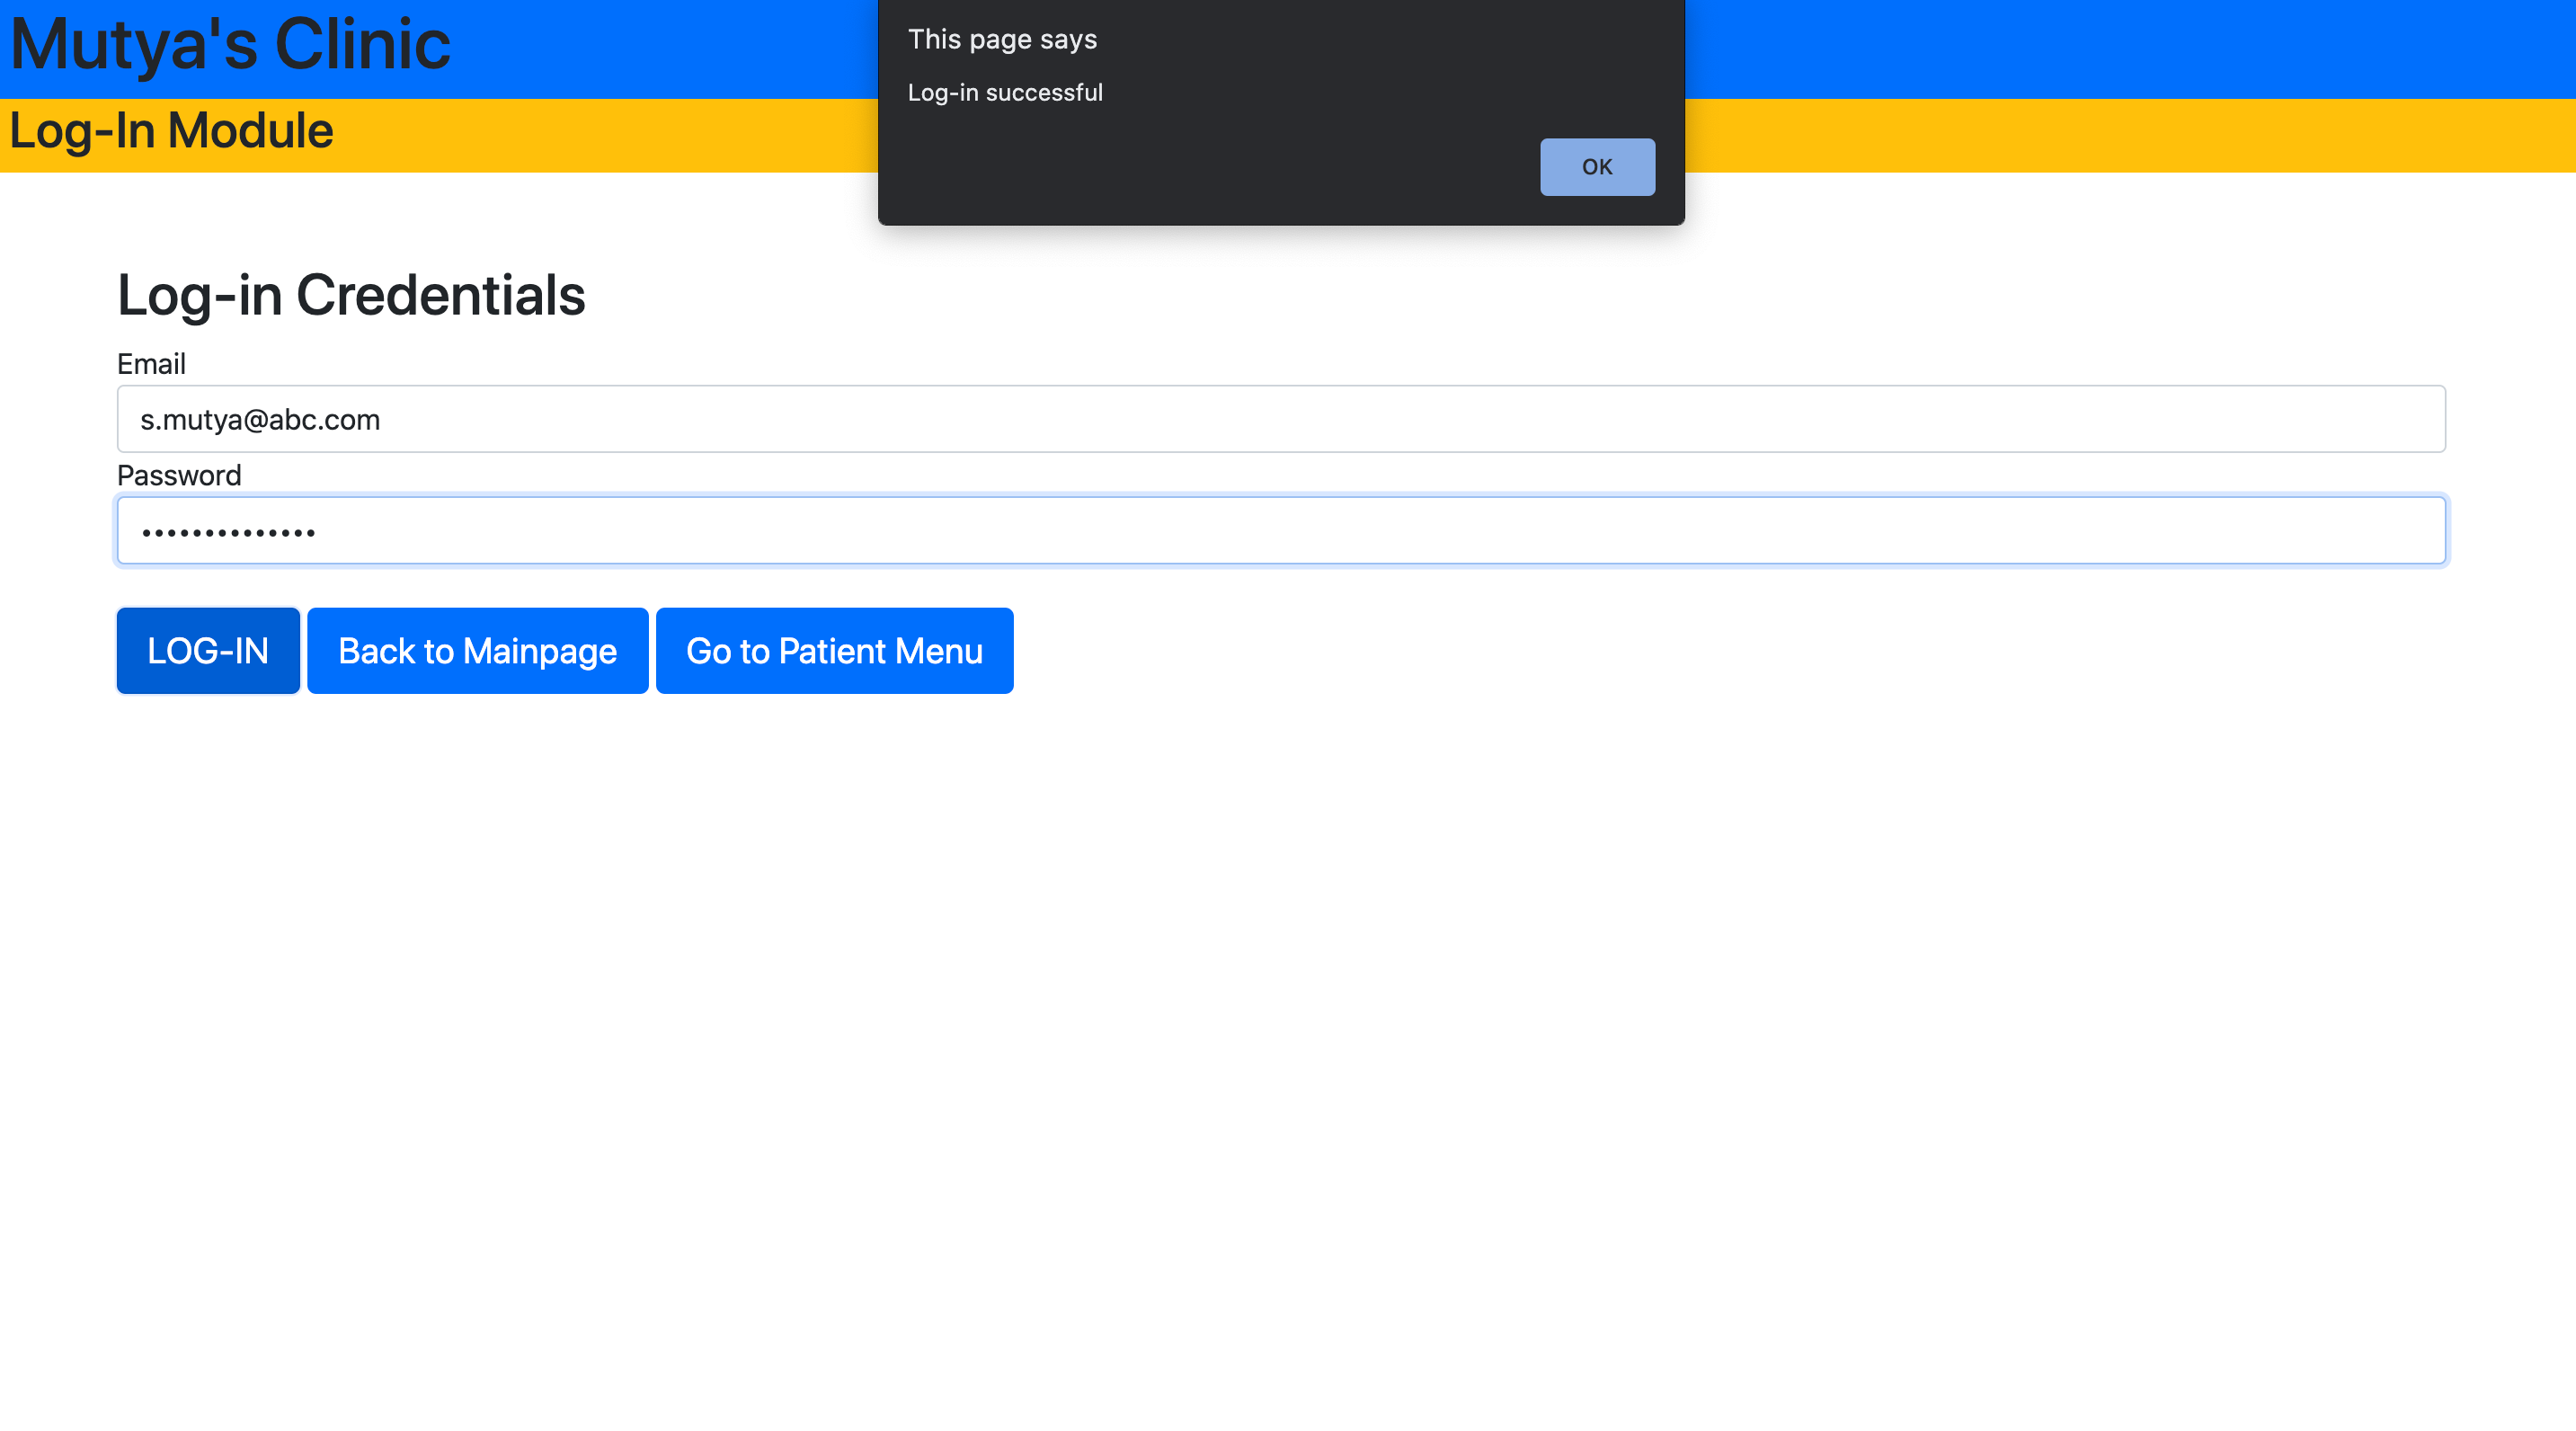 Mutya's Clinic
Log-In Module
This page says
Log-in successful
OK
Log-in Credentials
Email
s.mutya@abc.com
Password
••••••••••••••
LOG-IN
Back to Mainpage
Go to Patient Menu